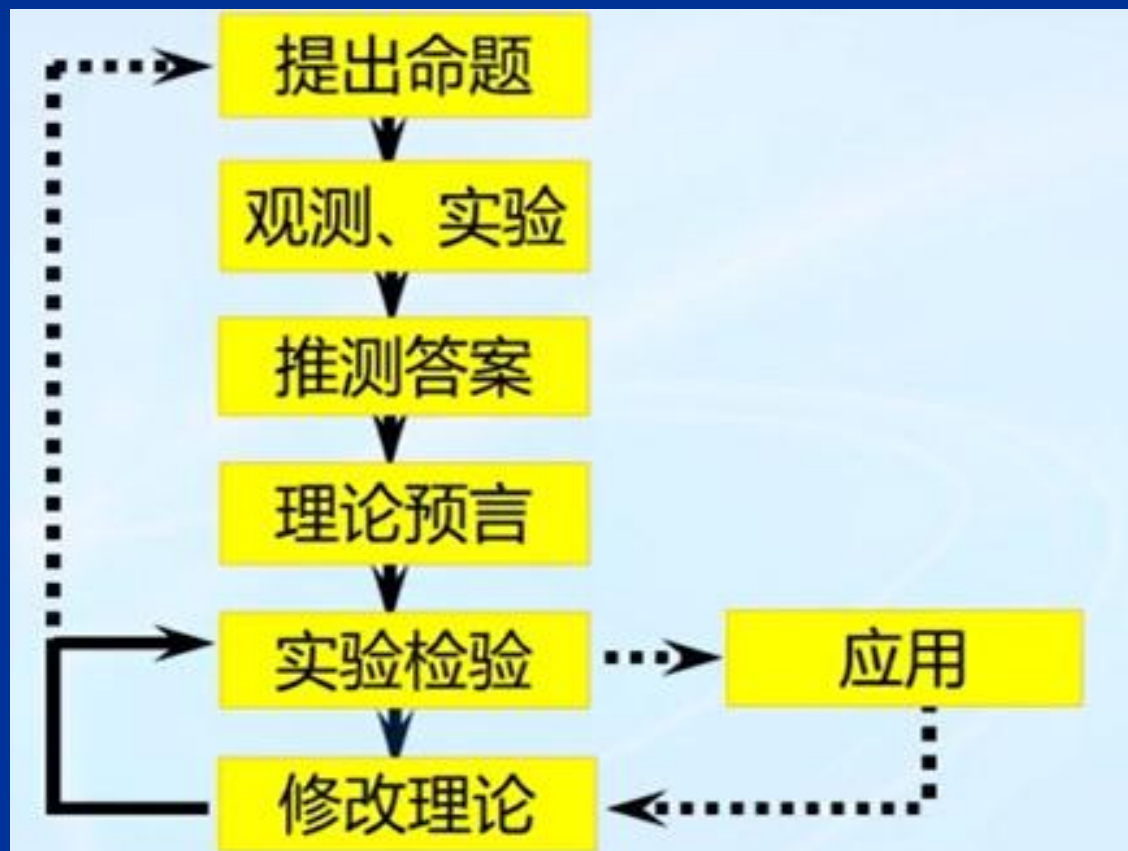 提出命题
观测、实验
推测答案
理论预言
实验检验
应用
修改理论